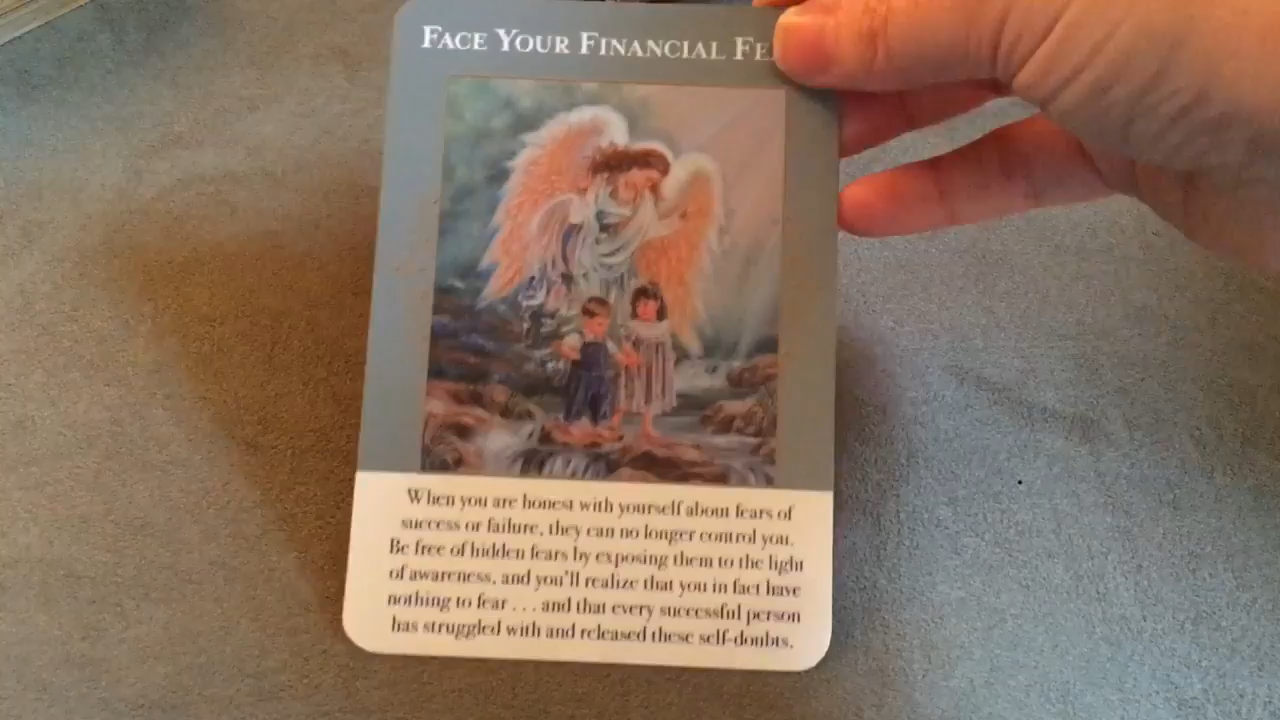 FACE YOUR FINANCIAL
When you are honest with yourself about fears of
success or failure, they can no longer control you.
Be free of hidden fears by exposing them to the light
of awareness, and you'll realize that you in fact have
nothing to fear . . . and that every successful person
has struggled with and released these self-doubts.